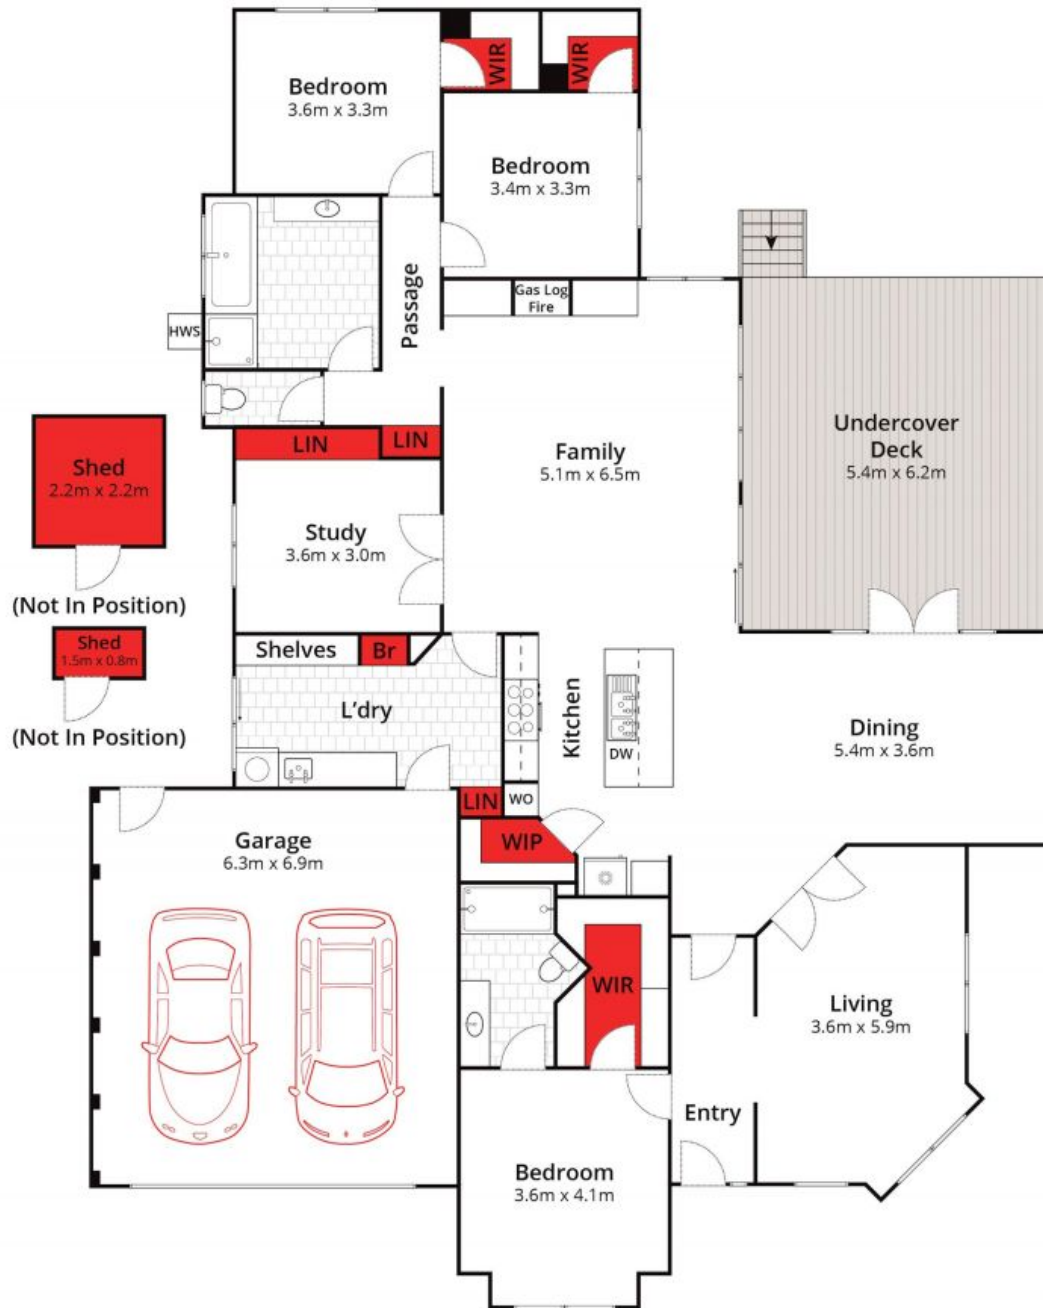 WIR
WIR
Bedroom
3.6m x 3.3m
Bedroom
3.4m x 3.3m
Passage
Gas Log
Fire
HWS
Undercover
Deck
5.4m x 6.2m
LIN
LIN
Family
5.1m x 6.5m
Shed
2.2m x 2.2m
Study
3.6m x 3.0m
(Not In Position)
Shed
1.5m x 0.8m
Shelves
Br
L'dry
Kitchen
(Not In Position)
Dining
5.4m x 3.6m
DW
LIN
WO
Garage
6.3m x 6.9m
WIP
WIR
Living
3.6m x 5.9m
Entry
Bedroom
3.6m x 4.1m